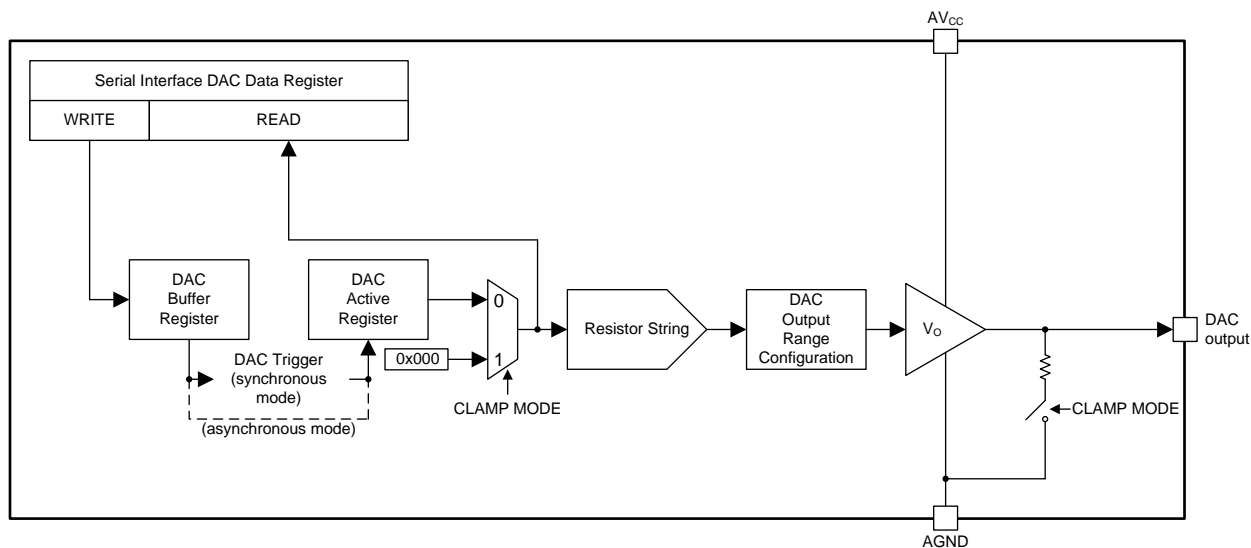 AVCC
Serial Interface DAC Data Register
WRITE READ
DAC
Buffer
Register
DAC
Active
Register
0
0x000
1
DAC Trigger
(synchronous
mode)
(asynchronous mode)
CLAMP MODE
Resistor String
DAC
Output
Range
Configuration
VO
DAC
output
CLAMP MODE
AGND